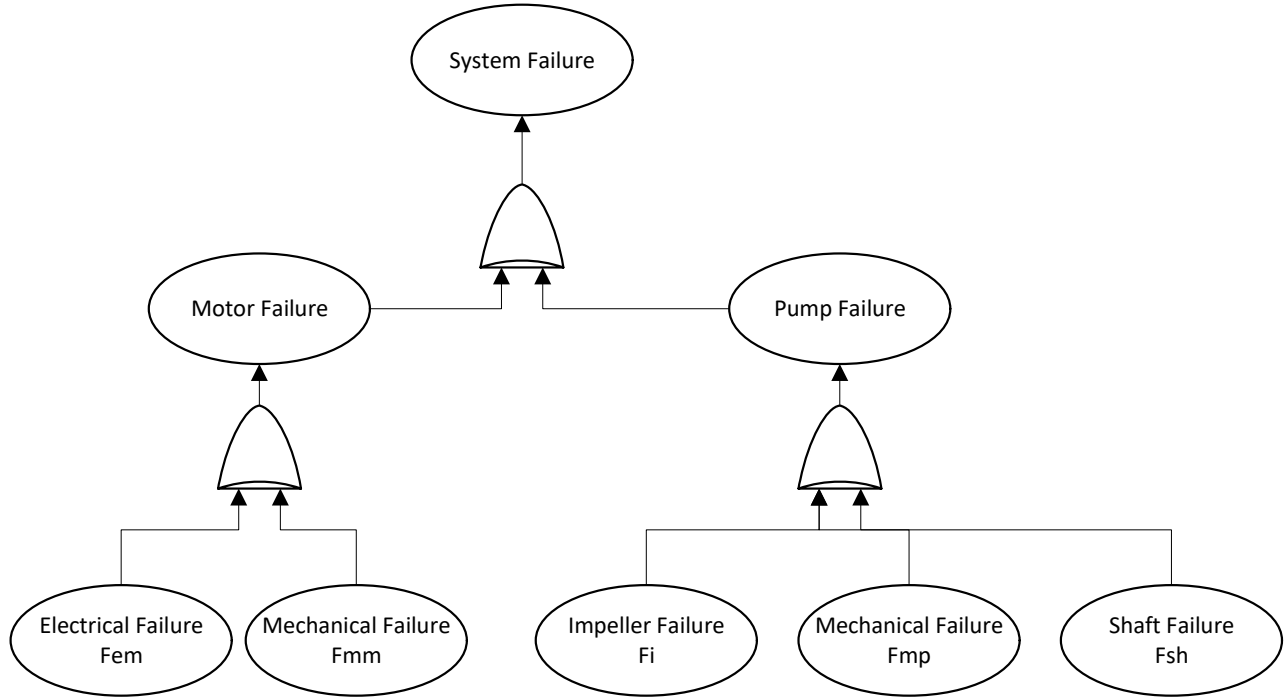 System Failure
Motor Failure
Pump Failure
Electrical Failure
Fem
Mechanical Failure
Fmm
Impeller Failure
Fi
Mechanical Failure
Fmp
Shaft Failure
Fsh